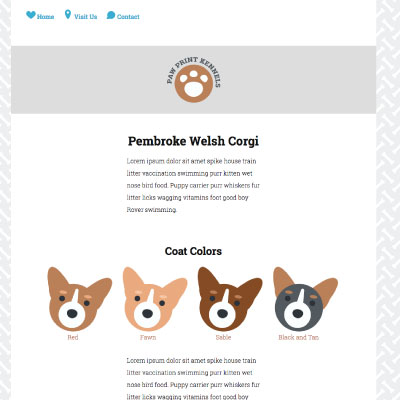 Home Visit Us Contact
PAW PRINT KENNELS
Pembroke Welsh Corgi
Lorem ipsum dolor sit amet spike house train
litter vaccination swimming purr kitten wet
nose bird food. Puppy carrier purr whiskers fur
litter licks wagging vitamins foot good boy
Rover swimming.
Coat Colors
Red Fawn Sable Black and Tan
Lorem ipsum dolor sit amet spike house train
litter vaccination swimming purr kitten wet
nose bird food. Puppy carrier purr whiskers fur
litter licks wagging vitamins foot good boy